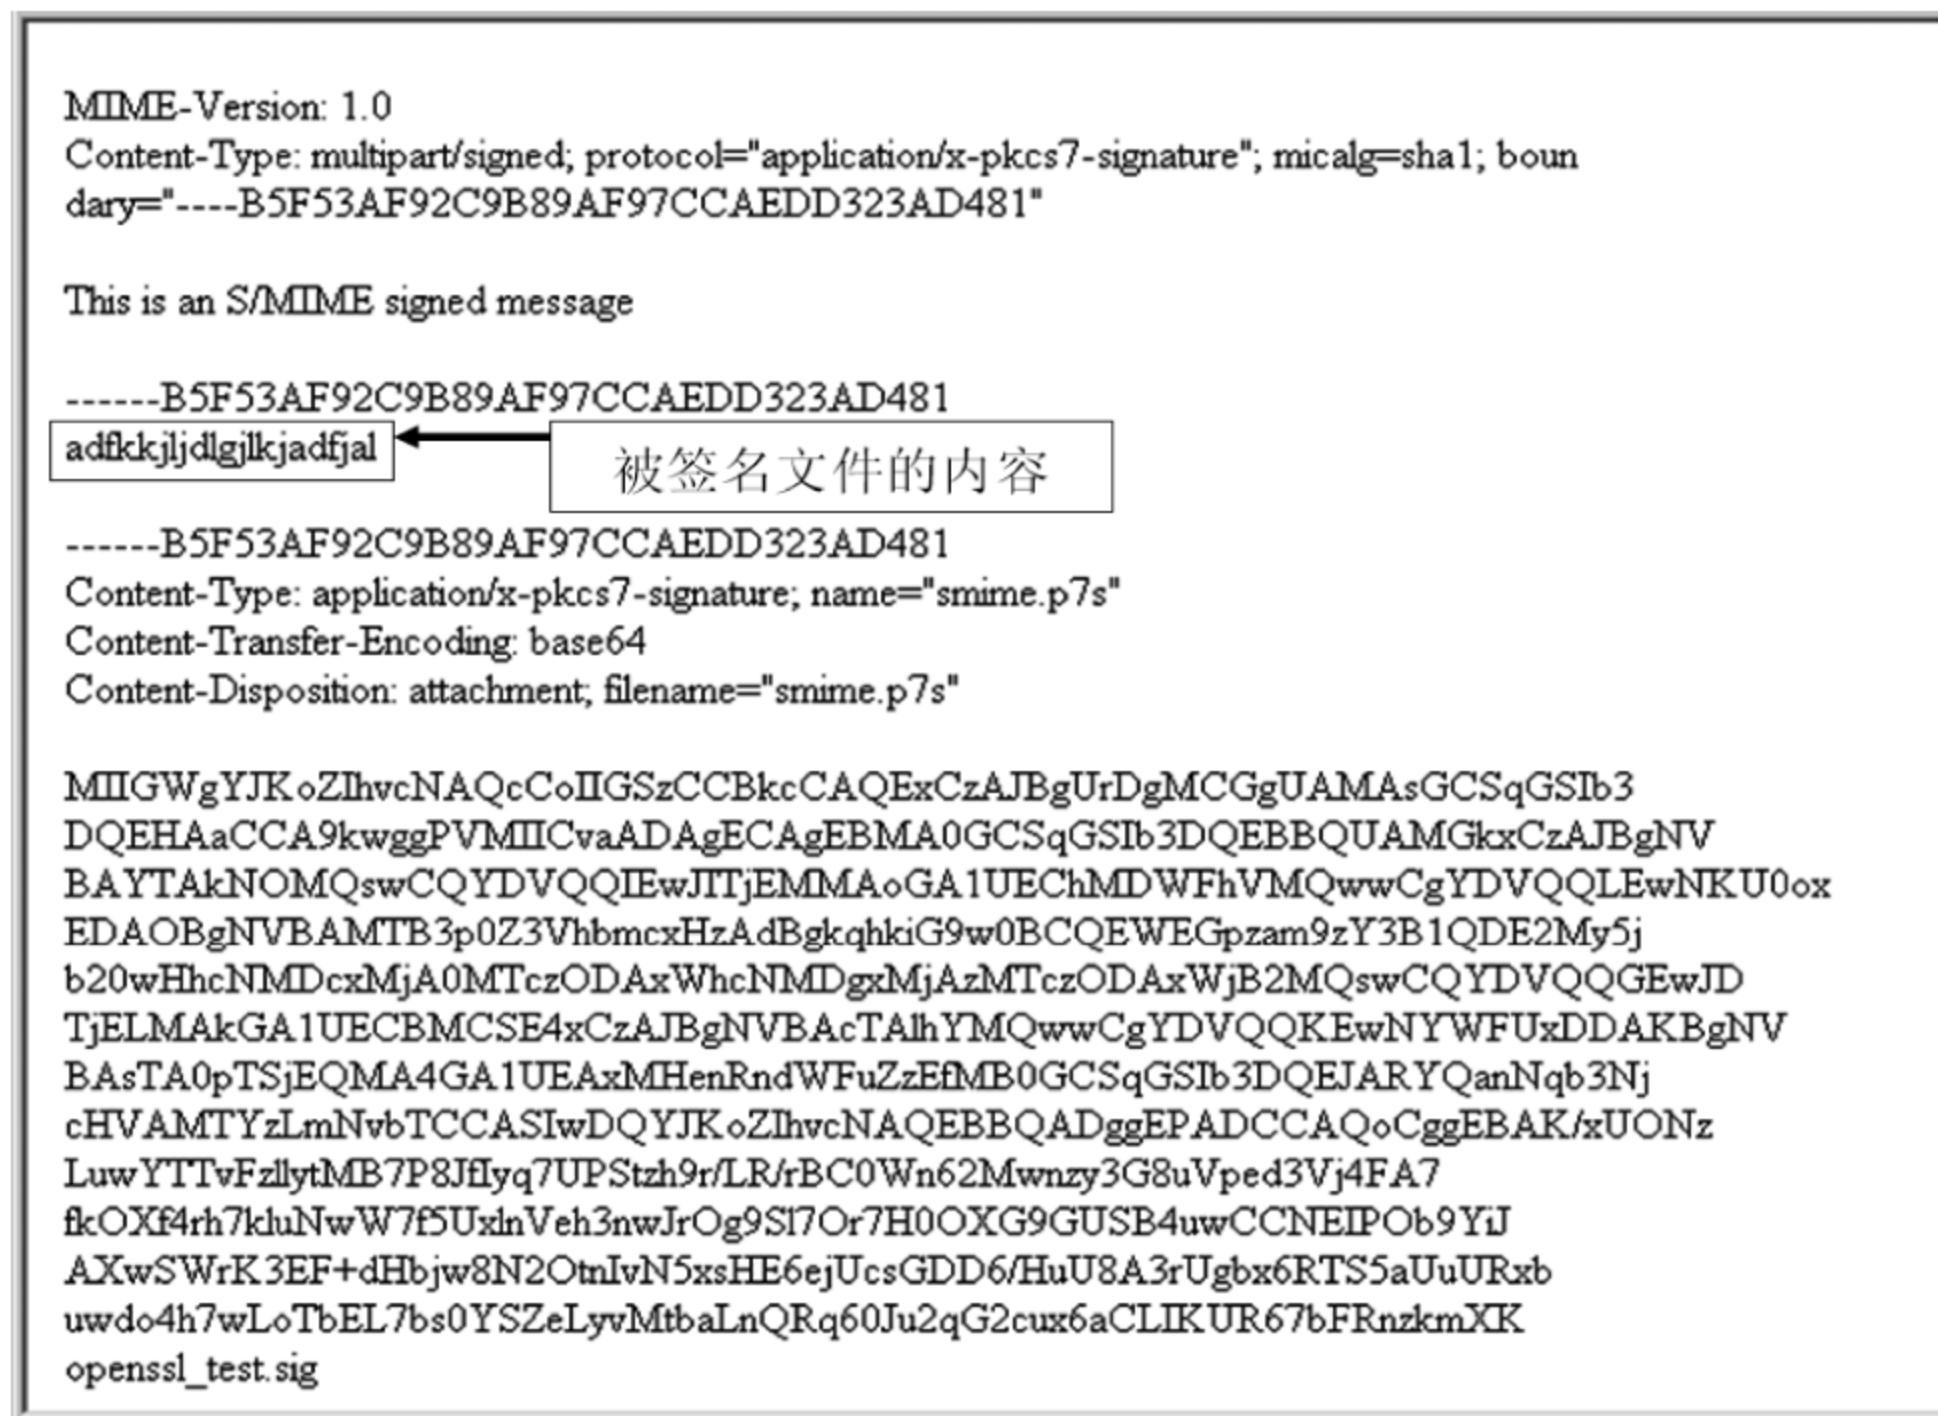 MIME-Version: 1.0
Content-Type: multipart/signed; protocol="application/x-pkcs7-signature"; micalg=sha1; boun
dary="----B5F53AF92C9B89AF97CCAEDD323AD481"
This is an S/MIME signed message
------B5F53AF92C9B89AF97CCAEDD323AD481
adfkkjljdlgjlkjadfjal
被签名文件的内容
------B5F53AF92C9B89AF97CCAEDD323AD481
Content-Type: application/x-pkcs7-signature; name="smime.p7s"
Content-Transfer-Encoding: base64
Content-Disposition: attachment; filename="smime.p7s"
MIIGWgYJKoZIhvcNAQcCoIIGSzCCBkcCAQExCzAJBgUrDgMCGgUAMAsGCSqGSIb3
DQEHAaCCA9kwggPVMIICvaADAgECAgEBMA0GCSqGSIb3DQEBBQUAMGkxCzAJBgNV
BAYTAkNOMQswCQYDVQQIEwJITjEMMAoGA1UEChMDWFhVMQwwCgYDVQQLEwNKU0ox
EDAOBgNVBAMTB3p0Z3VhbmcxHzAdBgkqhkiG9w0BCQEWEGpzam9zY3B1QDE2My5j
b20wHhcNMDcxMjA0MTczODAxWhcNMDgxMjAzMTczODAxWjB2MQswCQYDVQQGEwJD
TjELMAkGA1UECBMCSE4xCzAJBgNVBAcTAlhYMQwwCgYDVQQKEwNYWFUxDDAKBgNV
BAsTA0pTSjEQMA4GA1UEAxMHenRndWFuZzEfMB0GCSqGSIb3DQEJARYQanNqb3Nj
cHVAMTYzLmNvbTCCASIwDQYJKoZIhvcNAQEBBQADggEPADCCAQoCggEBAK/xUONz
LuwYTTvFzllytMB7P8JfIyq7UPStzh9r/LR/rBC0Wn62Mwnzy3G8uVped3Vj4FA7
fkOXf4rh7kluNwW7f5UxlnVeh3nwJrOg9Sl7Or7H0OXG9GUSB4uwCCNEIPOb9YiJ
AXwSWrK3EF+dHbjw8N2OtnIvN5xsHE6ejUcsGDD6/HuU8A3rUgbx6RTS5aUuURxb
uwdo4h7wLoTbEL7bs0YSZeLyvMtbaLnQRq60Ju2qG2cux6aCLIKUR67bFRnzkmXK
openssl_test.sig